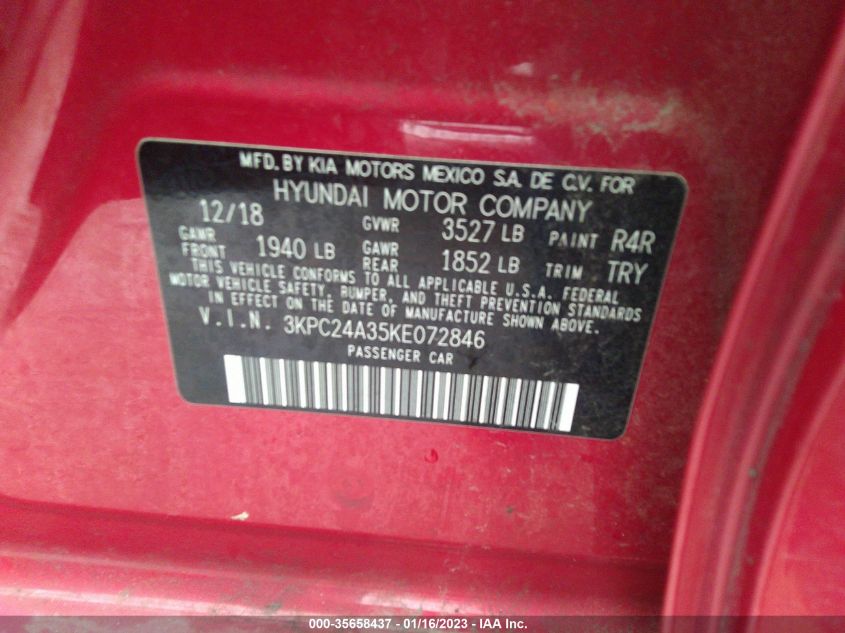 MFD. BY KIA MOTORS MEXICO S.A. DE C.V. FOR
HYUNDAI MOTOR COMPANY
12/18 GVWR 3527 LB PAINT R4R
GAWR FRONT 1940 LB GAWR REAR 1852 LB TRIM TRY
THIS VEHICLE CONFORMS TO ALL APPLICABLE U.S.A. FEDERAL
MOTOR VEHICLE SAFETY, BUMPER, AND THEFT PREVENTION STANDARDS
IN EFFECT ON THE DATE OF MANUFACTURE SHOWN ABOVE.
V.I.N. 3KPC24A35KE072846
PASSENGER CAR
000-35658437 - 01/16/2023 - IAA Inc.